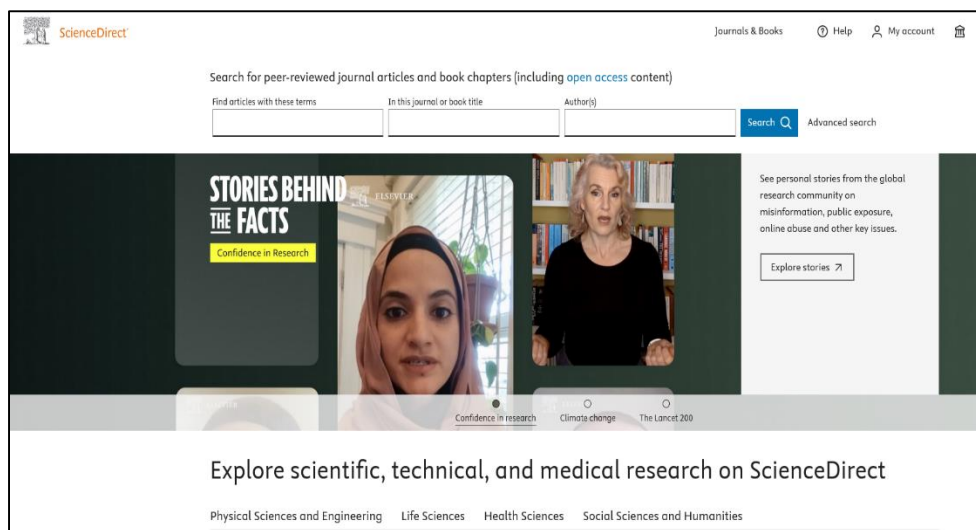 ScienceDirect
Journals & Books
Help
My account
Search for peer-reviewed journal articles and book chapters (including open access content)
Find articles with these terms
In this journal or book title
Author(s)
Search
Advanced search
STORIES BEHIND
THE FACTS
Confidence in Research
ELSEVIER
See personal stories from the global
research community on
misinformation, public exposure,
online abuse and other key issues.
Explore stories
Confidence in research
Climate change
The Lancet 200
Explore scientific, technical, and medical research on ScienceDirect
Physical Sciences and Engineering
Life Sciences
Health Sciences
Social Sciences and Humanities